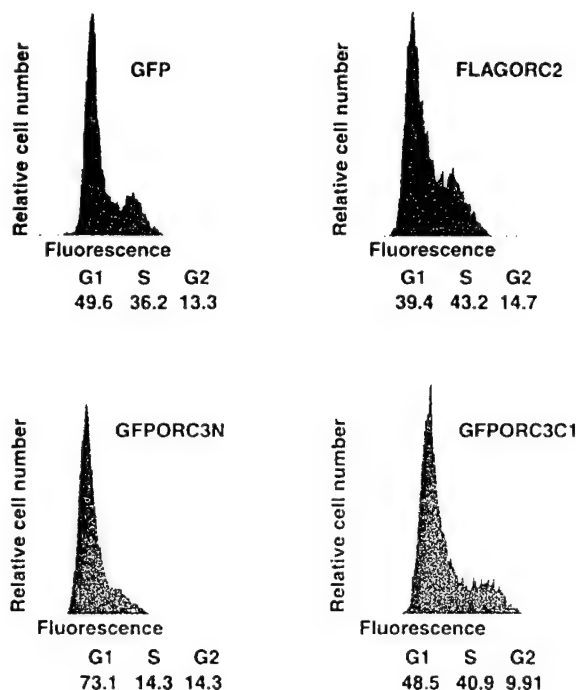 GFP
Relative cell number
Fluorescence
G1 S G2
49.6 36.2 13.3
FLAGORC2
Relative cell number
Fluorescence
G1 S G2
39.4 43.2 14.7
GFPORC3N
Relative cell number
Fluorescence
G1 S G2
73.1 14.3 14.3
GFPORC3C1
Relative cell number
Fluorescence
G1 S G2
48.5 40.9 9.91